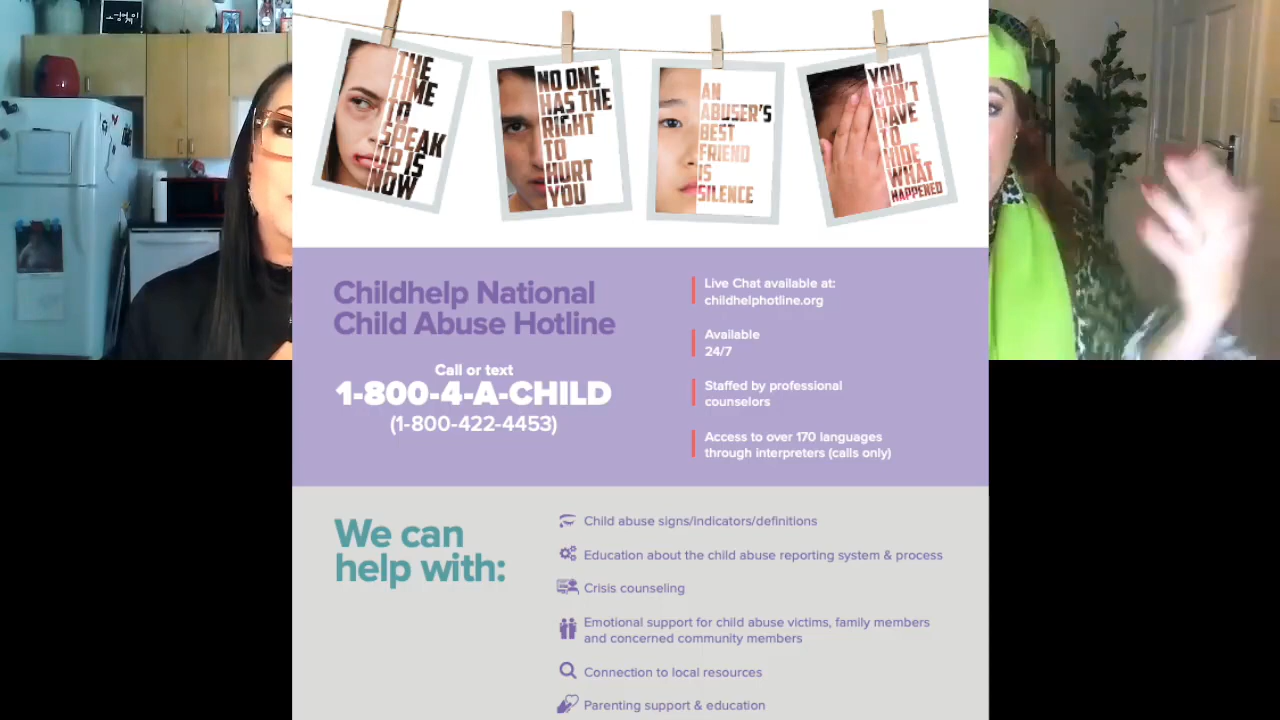 소영어게이
THE
TIME
TO
SPEAK
UP IS
NOW
NO ONE
HAS THE
RIGHT
TO
HURT
YOU
AN
ABUSER'S
BEST
FRIEND
IS
SILENCE
YOU
DON'T
HAVE
TO
HIDE
WHAT
HAPPENED
Childhelp National
Child Abuse Hotline
Call or text
1-800-4-A-CHILD
(1-800-422-4453)
Live Chat available at:
childhelphotline.org
Available
24/7
Staffed by professional
counselors
Access to over 170 languages
through interpreters (calls only)
We can
help with:
Child abuse signs/indicators/definitions
Education about the child abuse reporting system & process
Crisis counseling
Emotional support for child abuse victims, family members
and concerned community members
Connection to local resources
Parenting support & education